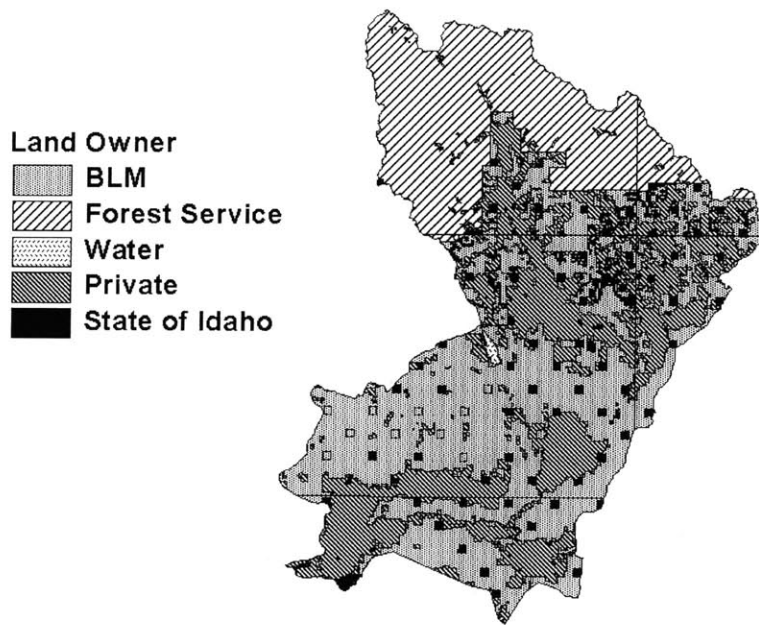 Land Owner
BLM
Forest Service
Water
Private
State of Idaho